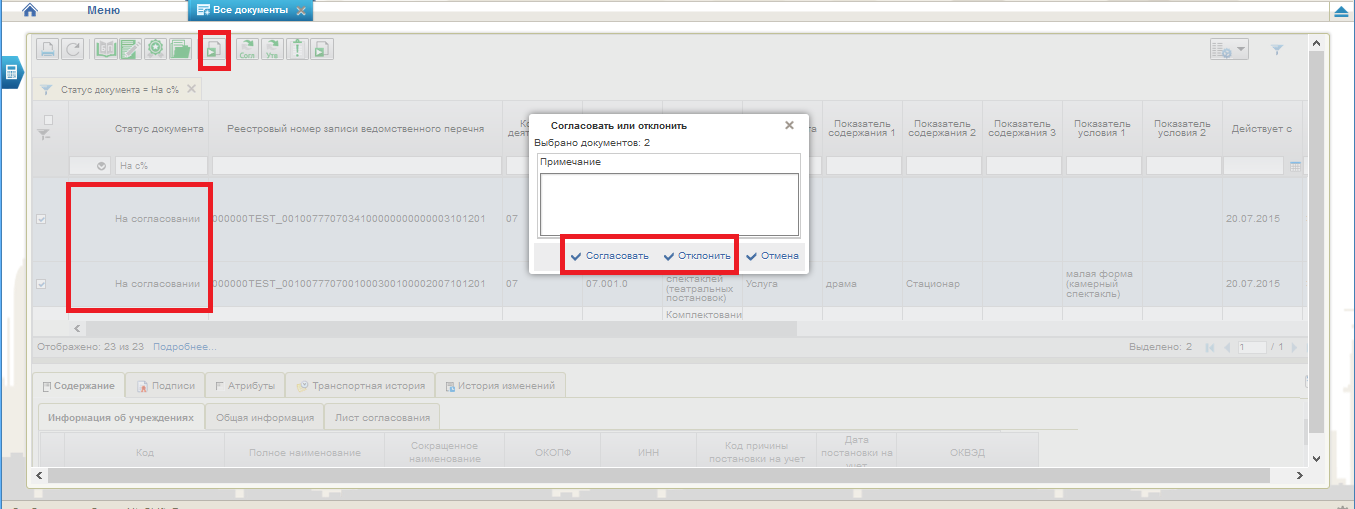 Меню
Все документы
Согл
Утв
Статус документа = На с%
Статус документа
Реестровый номер записи ведомственного перечня
Показатель содержания 1
Показатель содержания 2
Показатель содержания 3
Показатель условия 1
Показатель условия 2
Действует с
На с%
Согласовать или отклонить
Выбрано документов: 2
Примечание
Согласовать
Отклонить
Отмена
На согласовании
000000TEST_00100777070341000000000000003101201
07
20.07.2015
На согласовании
000000TEST_0010077707001000300100002007101201
07
07.001.0
спектаклей
(театральных
постановок)
Услуга
драма
Стационар
малая форма
(камерный
спектакль)
20.07.2015
Комплектовани
Отображено: 23 из 23 Подробнее...
Выделено: 2
1 / 1
Содержание
Подписи
Атрибуты
Транспортная история
История изменений
Информация об учреждениях
Общая информация
Лист согласования
Код
Полное наименование
Сокращенное
наименование
ОКОПФ
ИНН
Код причины
постановки на учет
Дата
постановки на
учет
ОКВЭД